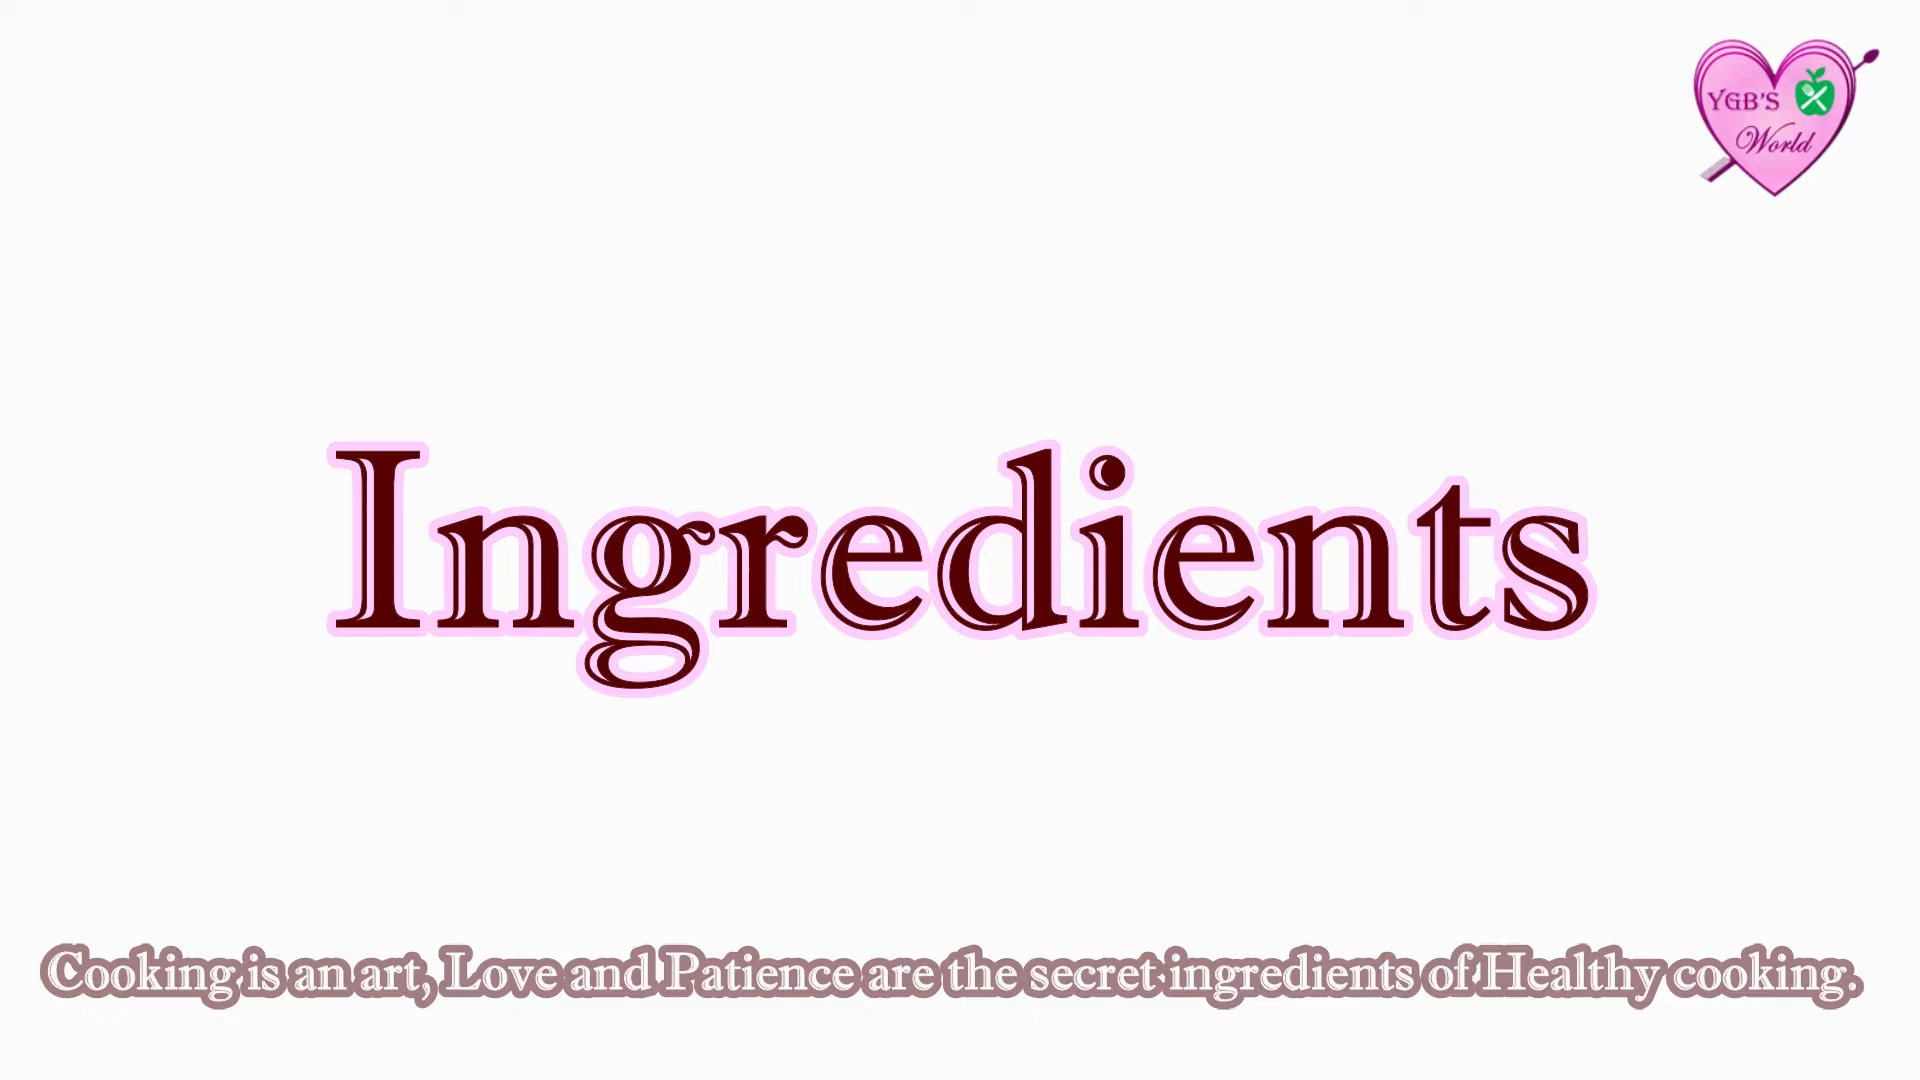 YGB'S
World
Ingredients
Cooking is an art, Love and Patience are the secret ingredients of Healthy cooking.